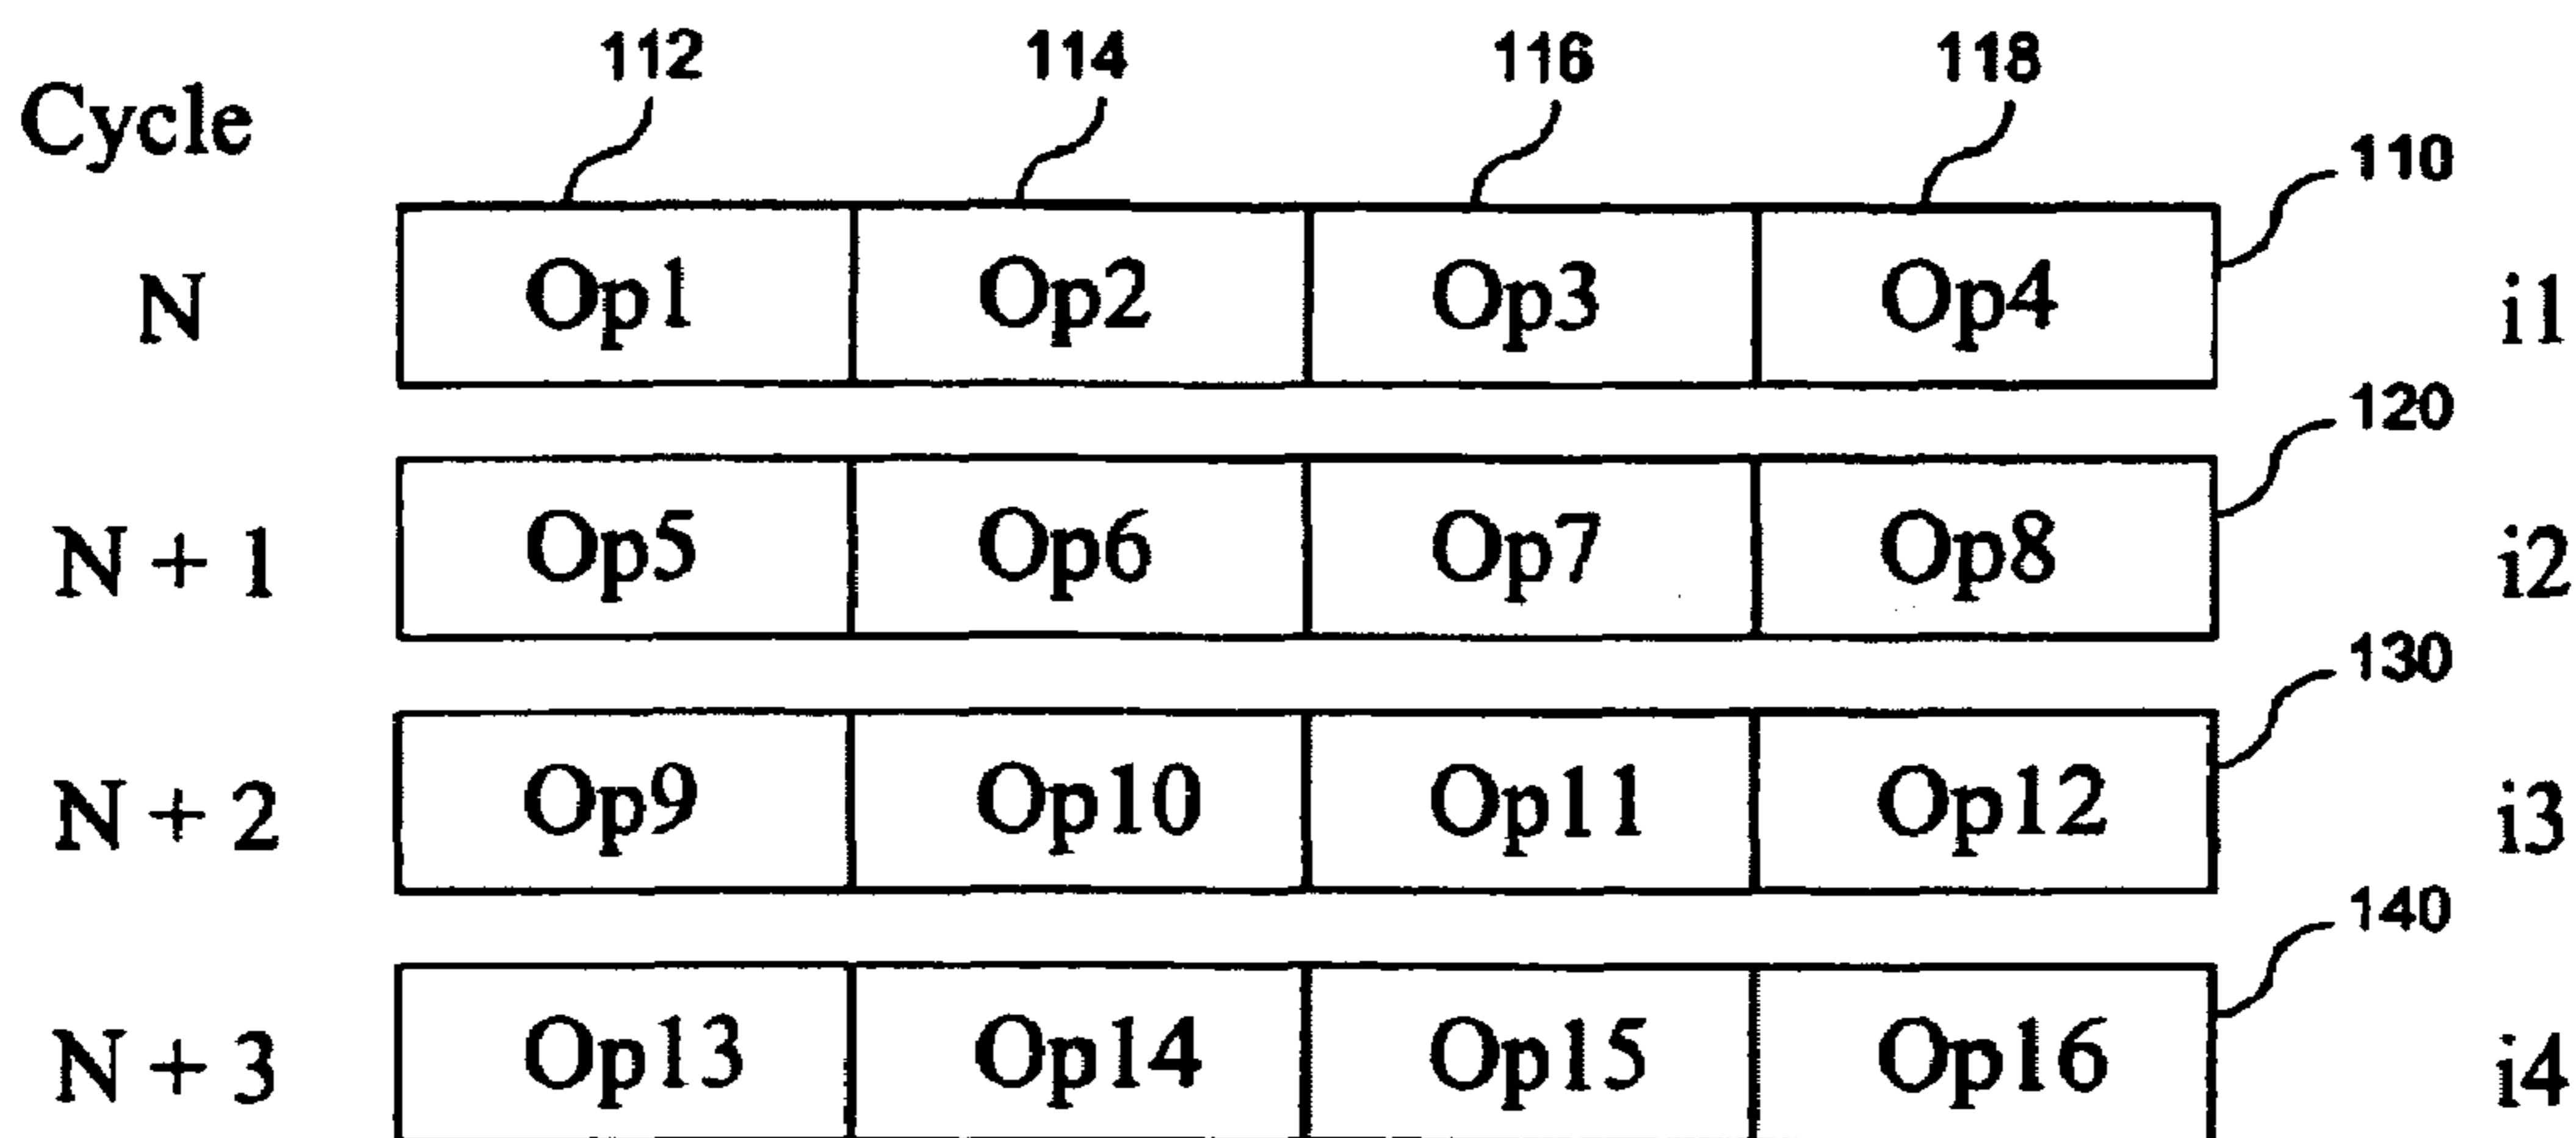 112 114 116 118
Cycle
110
N Op1 Op2 Op3 Op4 i1
120
N + 1 Op5 Op6 Op7 Op8 i2
130
N + 2 Op9 Op10 Op11 Op12 i3
140
N + 3 Op13 Op14 Op15 Op16 i4